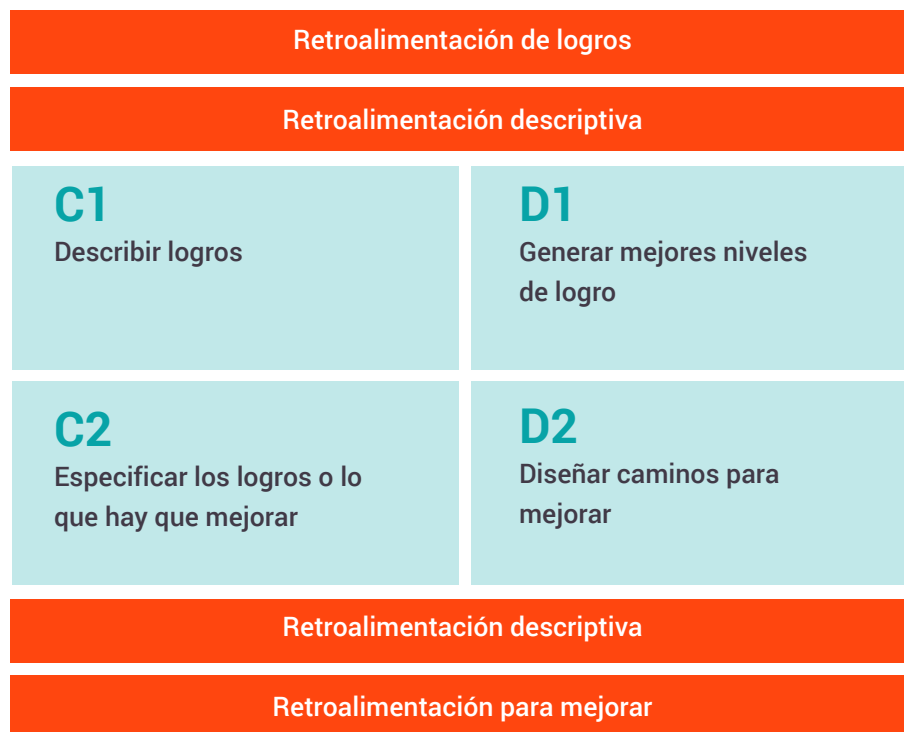 Retroalimentación de logros
Retroalimentación descriptiva
C1
Describir logros
D1
Generar mejores niveles
de logro
C2
Especificar los logros o lo
que hay que mejorar
D2
Diseñar caminos para
mejorar
Retroalimentación descriptiva
Retroalimentación para mejorar